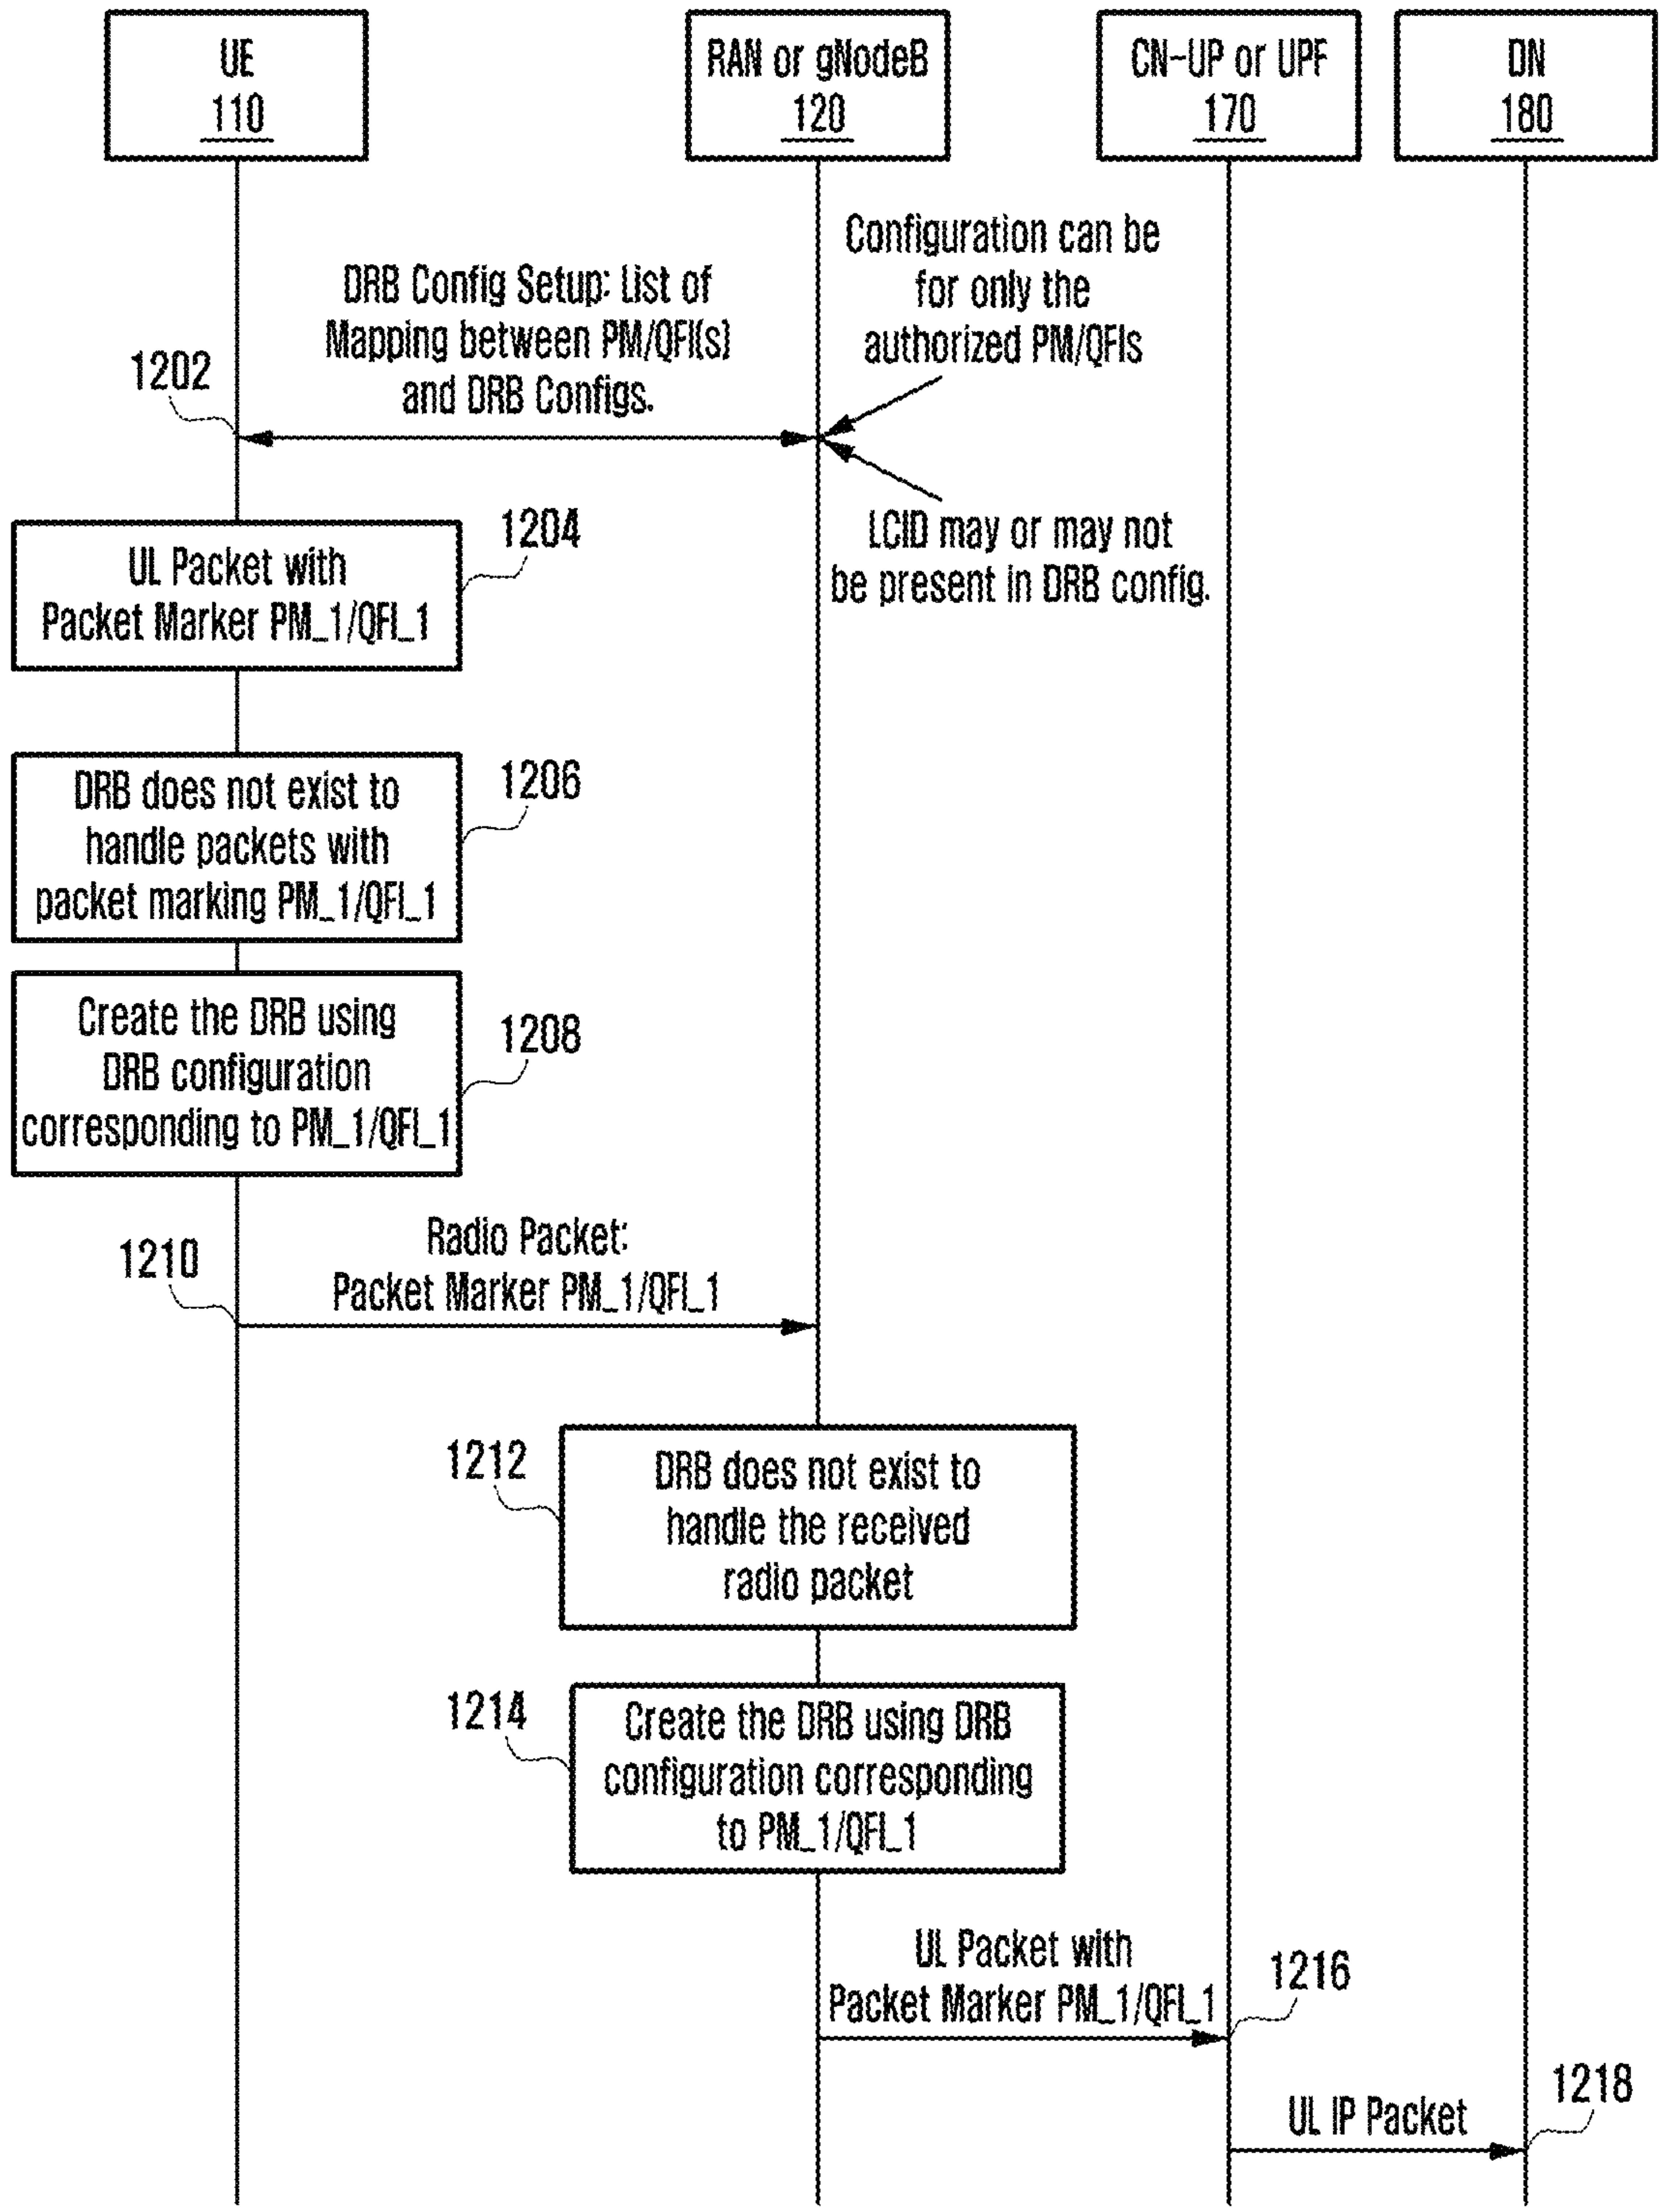 UE
110
RAN or gNodeB
120
CN-UP or UPF
170
DN
180
Configuration can be
for only the
authorized PM/QFIs
DRB Config Setup: List of
Mapping between PM/QFI(s)
and DRB Configs.
1202
LCID may or may not
be present in DRB config.
1204
UL Packet with
Packet Marker PM_1/QFI_1
1206
DRB does not exist to
handle packets with
packet marking PM_1/QFI_1
1208
Create the DRB using
DRB configuration
corresponding to PM_1/QFI_1
1210
Radio Packet:
Packet Marker PM_1/QFI_1
1212
DRB does not exist to
handle the received
radio packet
1214
Create the DRB using DRB
configuration corresponding
to PM_1/QFI_1
UL Packet with
Packet Marker PM_1/QFI_1
1216
UL IP Packet
1218